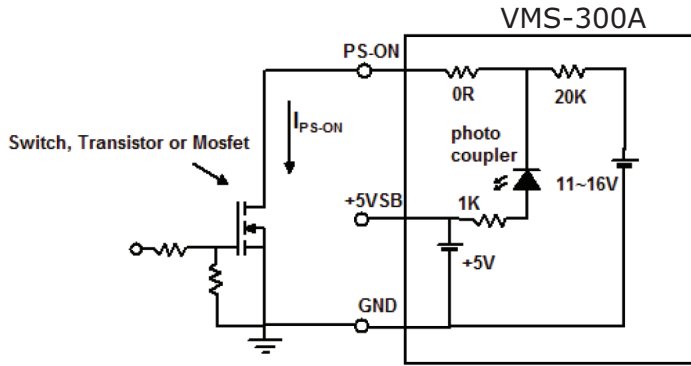 VMS-300A
PS-ON
0R
20K
I PS-ON
Switch, Transistor or Mosfet
photo
coupler
11~16V
+5VSB
1K
+5V
GND